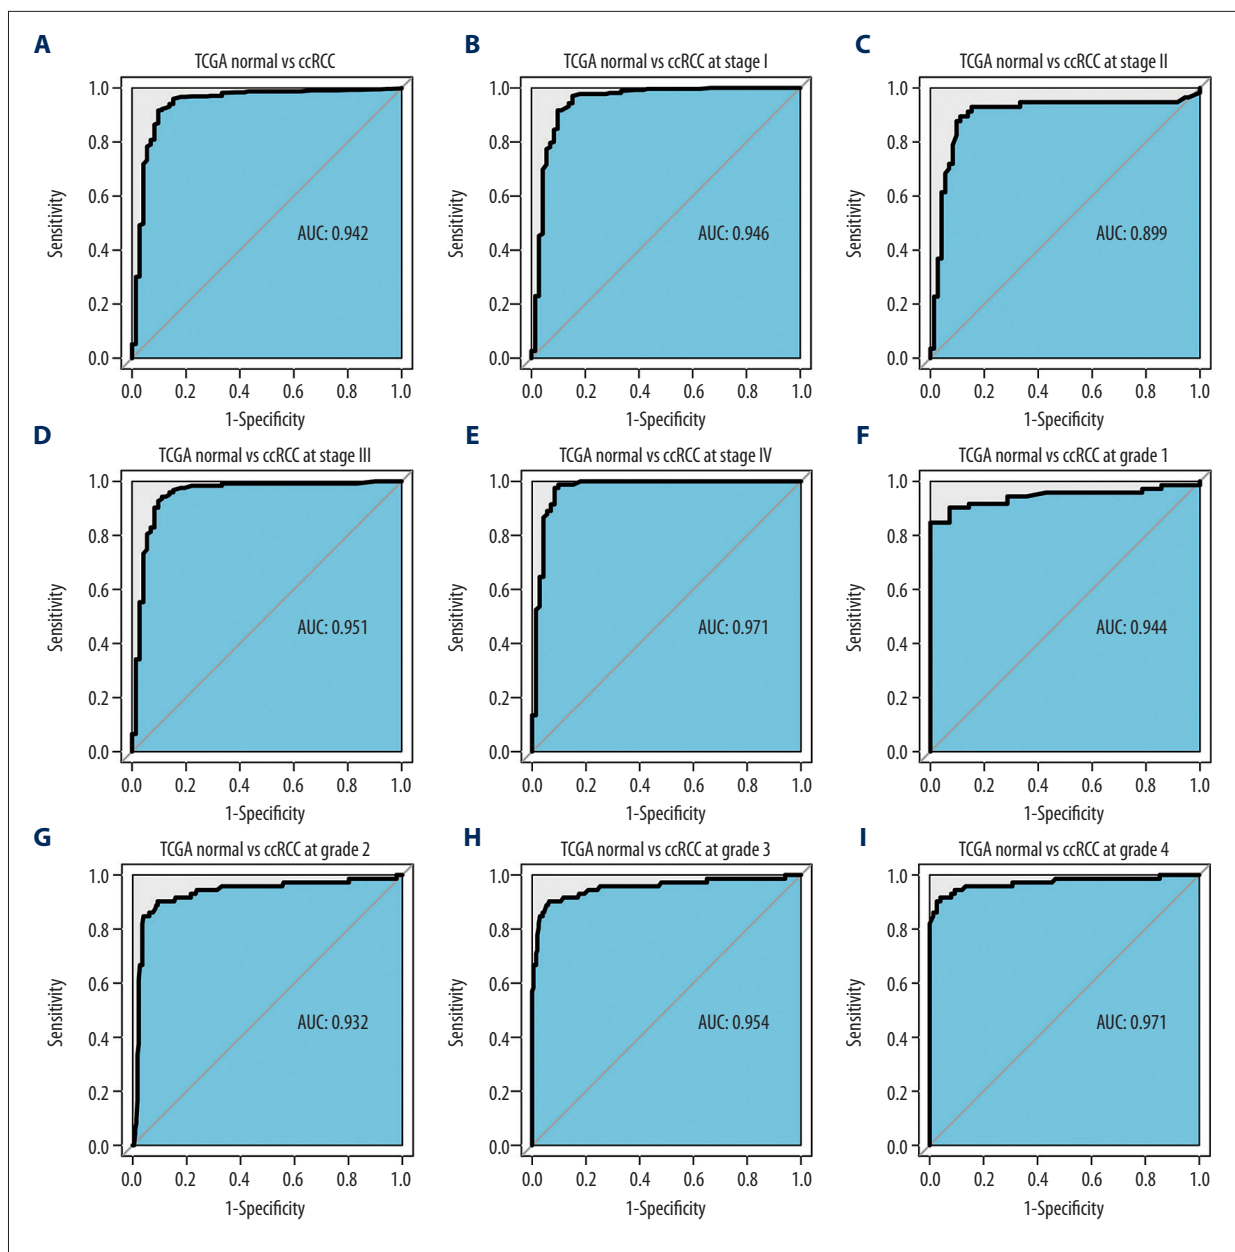 A
TCGA normal vs ccRCC
1.0
0.8
0.6
0.4
0.2
0.0
Sensitivity
AUC: 0.942
0.0 0.2 0.4 0.6 0.8 1.0
1-Specificity
B
TCGA normal vs ccRCC at stage I
1.0
0.8
0.6
0.4
0.2
0.0
Sensitivity
AUC: 0.946
0.0 0.2 0.4 0.6 0.8 1.0
1-Specificity
C
TCGA normal vs ccRCC at stage II
1.0
0.8
0.6
0.4
0.2
0.0
Sensitivity
AUC: 0.899
0.0 0.2 0.4 0.6 0.8 1.0
1-Specificity
D
TCGA normal vs ccRCC at stage III
1.0
0.8
0.6
0.4
0.2
0.0
Sensitivity
AUC: 0.951
0.0 0.2 0.4 0.6 0.8 1.0
1-Specificity
E
TCGA normal vs ccRCC at stage IV
1.0
0.8
0.6
0.4
0.2
0.0
Sensitivity
AUC: 0.971
0.0 0.2 0.4 0.6 0.8 1.0
1-Specificity
F
TCGA normal vs ccRCC at grade 1
1.0
0.8
0.6
0.4
0.2
0.0
Sensitivity
AUC: 0.944
0.0 0.2 0.4 0.6 0.8 1.0
1-Specificity
G
TCGA normal vs ccRCC at grade 2
1.0
0.8
0.6
0.4
0.2
0.0
Sensitivity
AUC: 0.932
0.0 0.2 0.4 0.6 0.8 1.0
1-Specificity
H
TCGA normal vs ccRCC at grade 3
1.0
0.8
0.6
0.4
0.2
0.0
Sensitivity
AUC: 0.954
0.0 0.2 0.4 0.6 0.8 1.0
1-Specificity
I
TCGA normal vs ccRCC at grade 4
1.0
0.8
0.6
0.4
0.2
0.0
Sensitivity
AUC: 0.971
0.0 0.2 0.4 0.6 0.8 1.0
1-Specificity